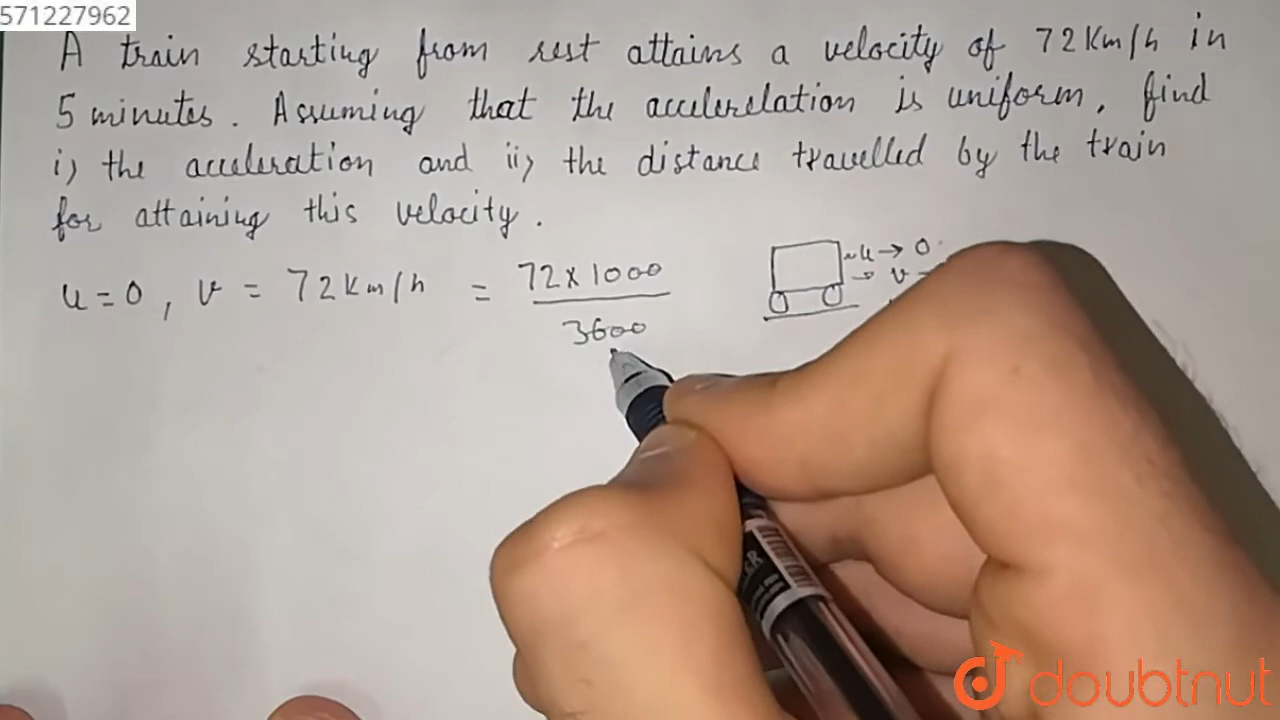 571227962
A train starting from rest attains a velocity of 72 Km/h in
5 minutes. Assuming that the accelerelation is uniform, find
i) the acceleration and ii) the distance travelled by the train
for attaining this velocity.
u = 0, v = 72 Km/h = 72 x 1000
3600
u → 0
→ v
doubtnut